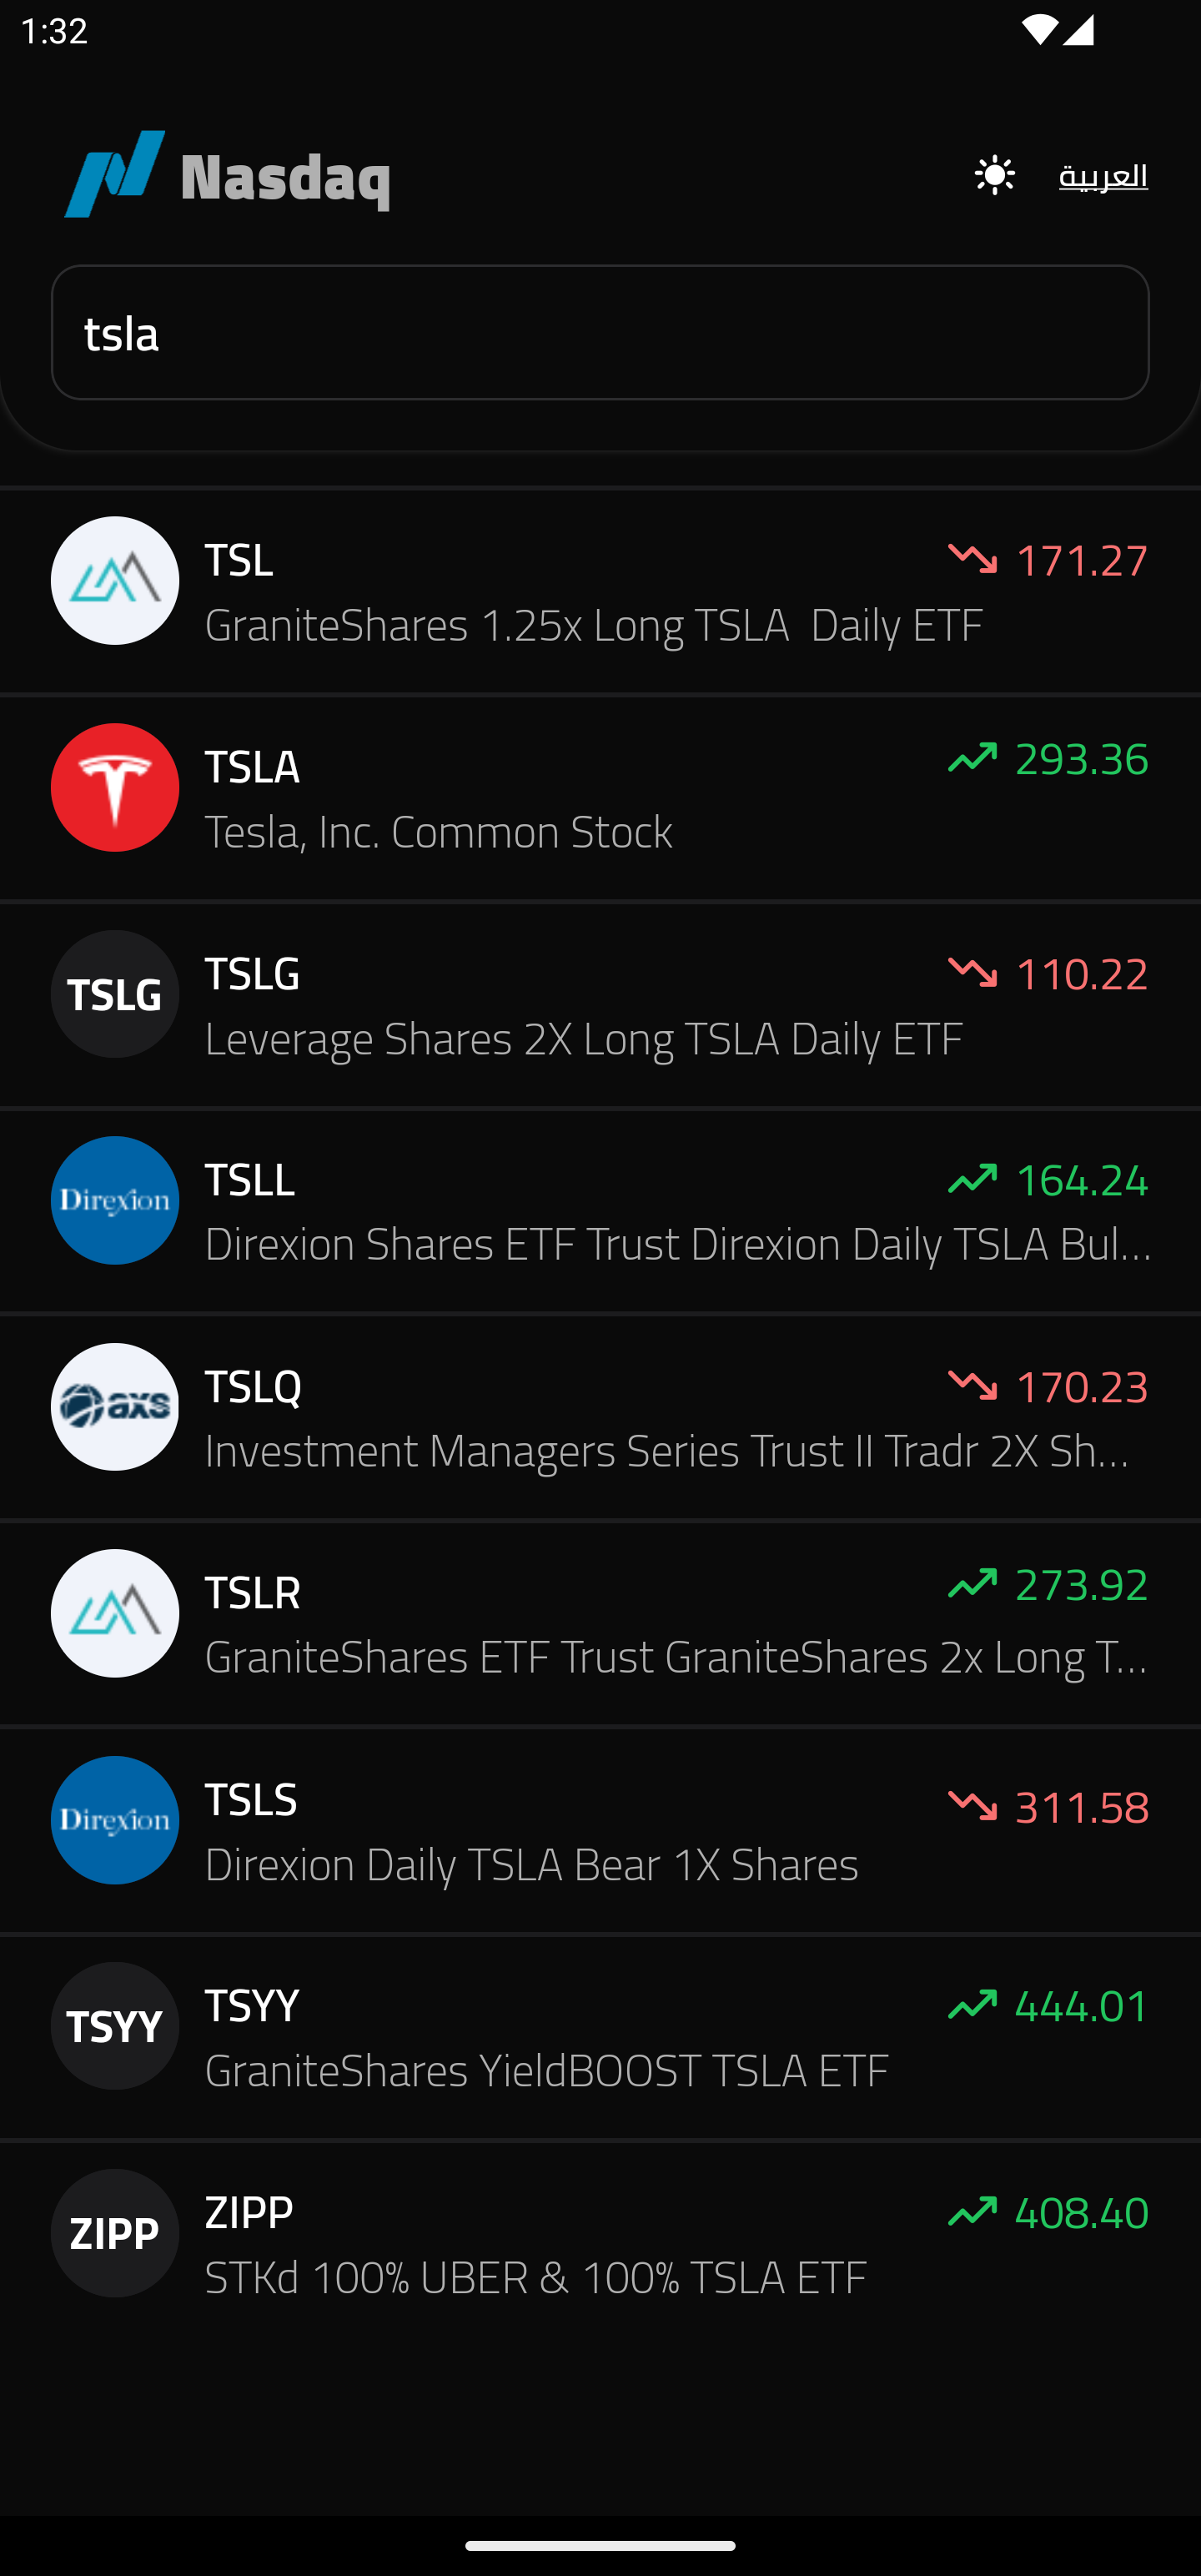 1:32
Nasdaq
العربية
tsla
TSL
171.27
GraniteShares 1.25x Long TSLA  Daily ETF
TSLA
293.36
Tesla, Inc. Common Stock
TSLG
TSLG
110.22
Leverage Shares 2X Long TSLA Daily ETF
Direxion
TSLL
164.24
Direxion Shares ETF Trust Direxion Daily TSLA Bul...
axs
TSLQ
170.23
Investment Managers Series Trust II Tradr 2X Sh...
TSLR
273.92
GraniteShares ETF Trust GraniteShares 2x Long T...
Direxion
TSLS
311.58
Direxion Daily TSLA Bear 1X Shares
TSYY
TSYY
444.01
GraniteShares YieldBOOST TSLA ETF
ZIPP
ZIPP
408.40
STKd 100% UBER & 100% TSLA ETF